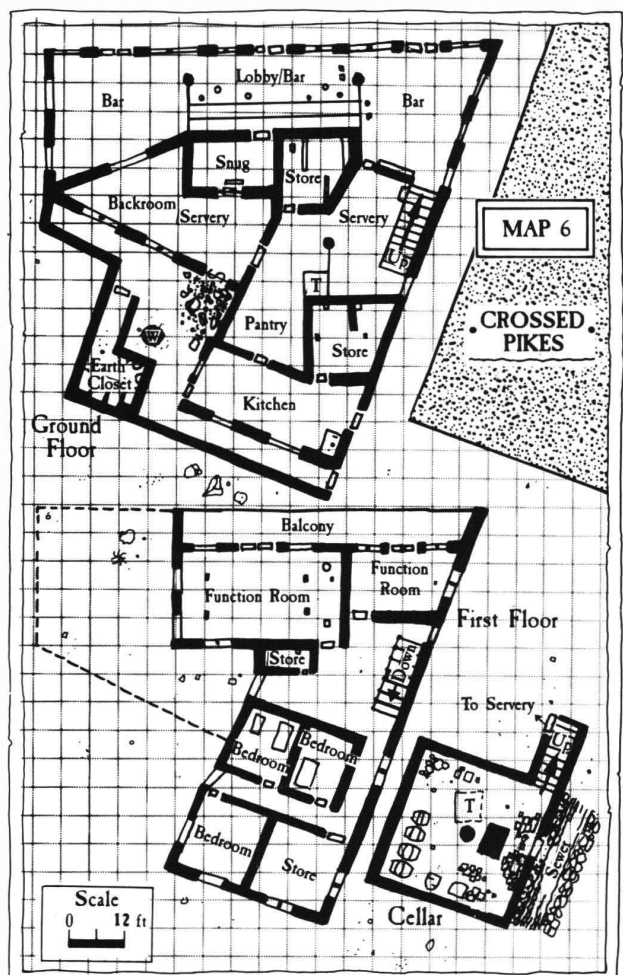 Lobby/Bar
Bar
Bar
Snug
Store
Backroom
Servery
Servery
Up
MAP 6
T
CROSSED
PIKES
W
Pantry
Store
Earth
Closet
Kitchen
Ground
Floor
Balcony
Function
Room
Function Room
First Floor
Store
Down
To Servery
Bedroom
Bedroom
Up
T
Bedroom
Store
Sewer
Scale
0 12 ft
Cellar